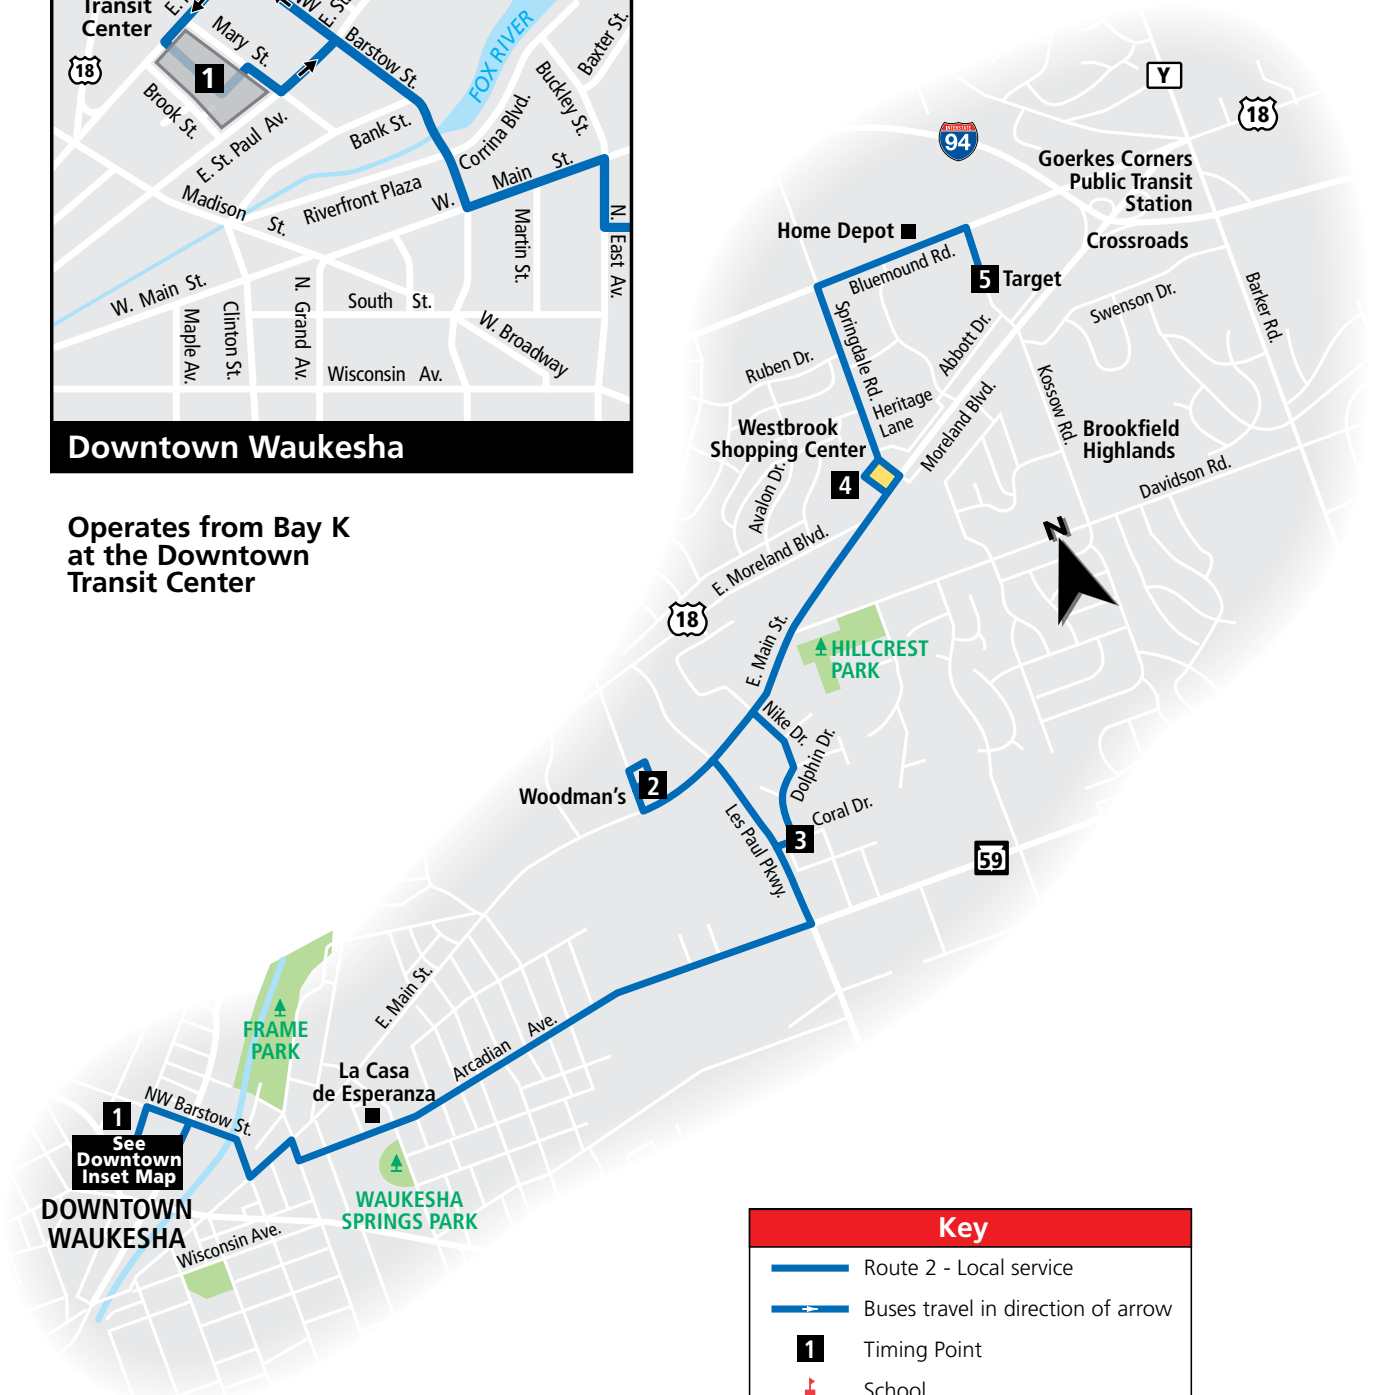 Transit
Center
E.
NW
E. St.
Mary St.
Barstow St.
FOX RIVER
Baxter St.
Buckley St.
18
1
Brook St.
E. St. Paul Av.
Bank St.
Corrina Blvd.
Main St.
W.
Riverfront Plaza
Madison St.
Martin St.
N. East Av.
W. Main St.
Maple Av.
Clinton St.
N. Grand Av.
South St.
W. Broadway
Wisconsin Av.
Downtown Waukesha
Operates from Bay K
at the Downtown
Transit Center
Y
18
INTERSTATE
94
Goerkes Corners
Public Transit
Station
Crossroads
Home Depot
Bluemound Rd.
5
Target
Swenson Dr.
Barker Rd.
Springdale Rd.
Abbott Dr.
Ruben Dr.
Heritage
Lane
Kossow Rd.
Moreland Blvd.
Westbrook
Shopping Center
4
Brookfield
Highlands
Davidson Rd.
Avalon Dr.
E. Moreland Blvd.
N
18
E. Main St.
HILLCREST
PARK
Nike Dr.
Dolphin Dr.
2
Woodman's
Coral Dr.
3
Les Paul Pkwy.
59
E. Main St.
FRAME
PARK
Arcadian Ave.
La Casa
de Esperanza
NW Barstow St.
1
See
Downtown
Inset Map
DOWNTOWN
WAUKESHA
WAUKESHA
SPRINGS PARK
Wisconsin Ave.
Key
Route 2 - Local service
Buses travel in direction of arrow
1
Timing Point
School